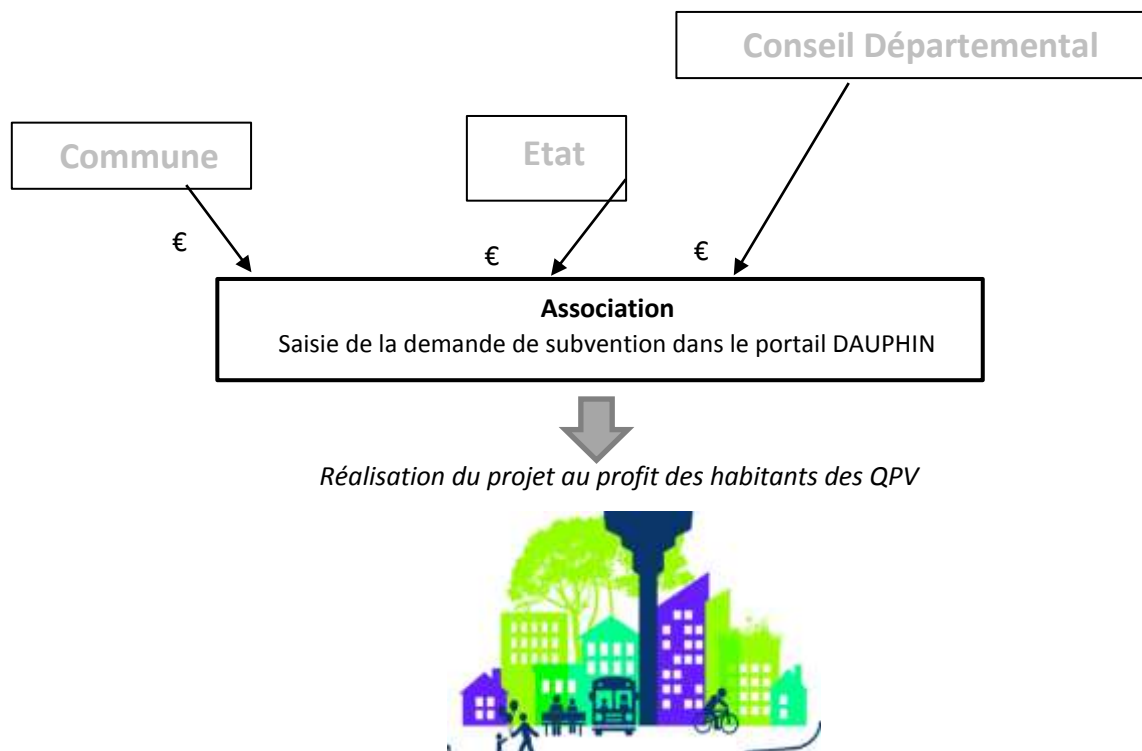 Conseil Départemental
Commune
Etat
€
€
€
Association
Saisie de la demande de subvention dans le portail DAUPHIN
Réalisation du projet au profit des habitants des QPV